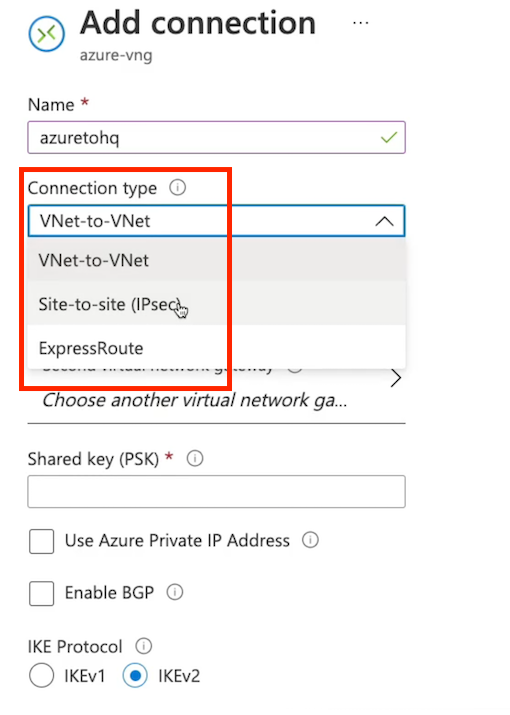 Add connection ...
azure-vng
Name *
azuretohq
Connection type
VNet-to-VNet
VNet-to-VNet
Site-to-site (IPsec)
ExpressRoute
Second virtual network gateway
Choose another virtual network ga...
Shared key (PSK) *
Use Azure Private IP Address
Enable BGP
IKE Protocol
IKEv1 IKEv2